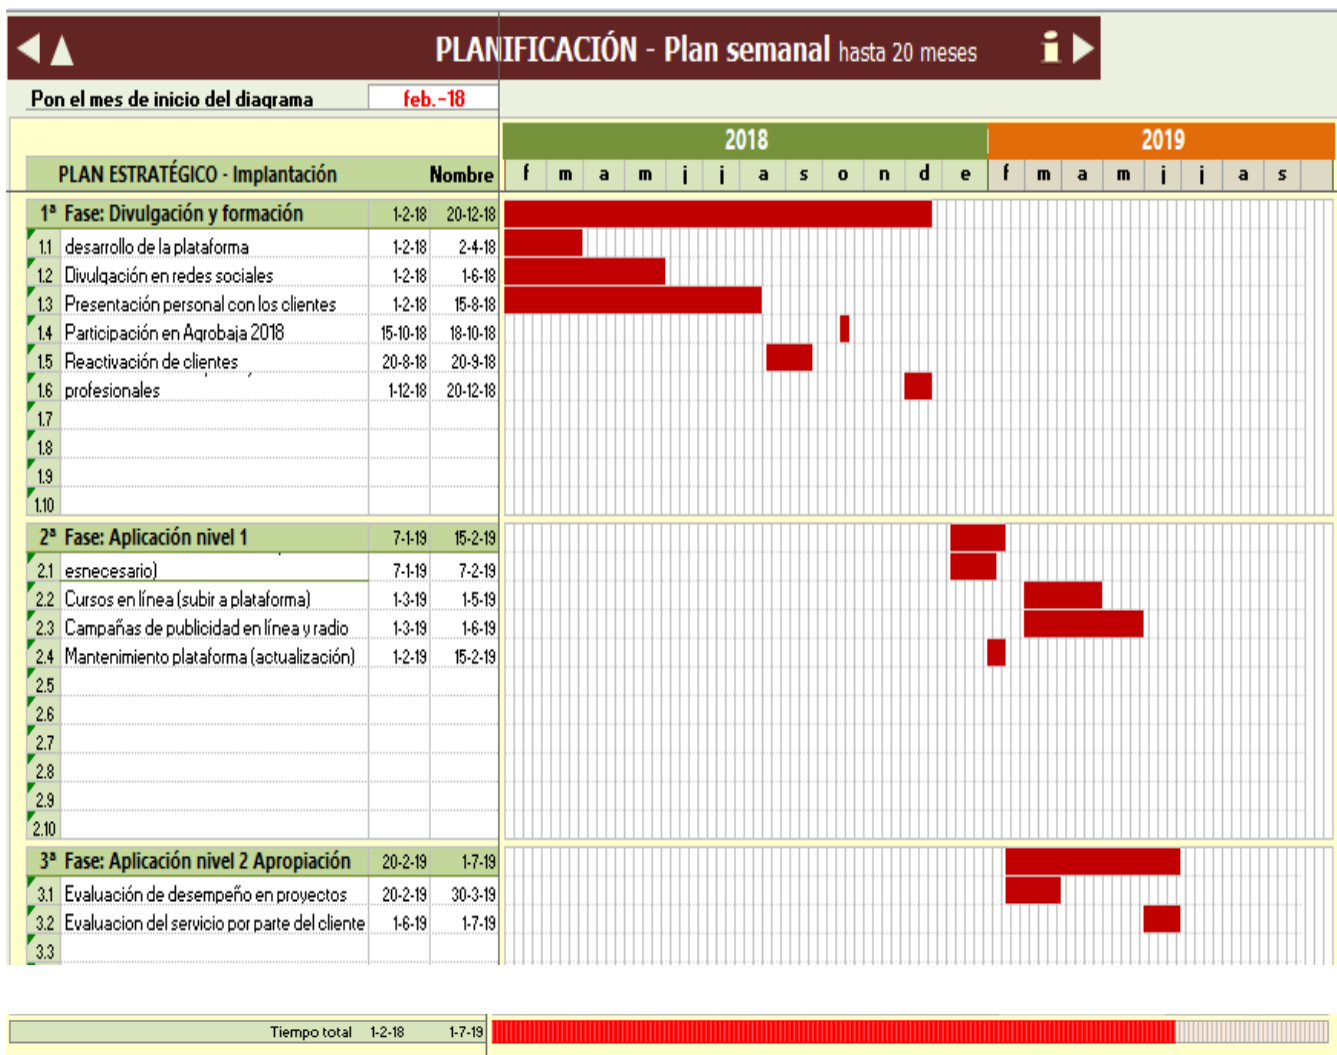 PLANIFICACIÓN - Plan semanal hasta 20 meses
Pon el mes de inicio del diagrama feb.-18
2018 2019
PLAN ESTRATÉGICO - Implantación Nombre f m a m j j a s o n d e f m a m j j a s
1ª Fase: Divulgación y formación 1-2-18 20-12-18
1.1 desarrollo de la plataforma 1-2-18 2-4-18
1.2 Divulgación en redes sociales 1-2-18 1-6-18
1.3 Presentación personal con los clientes 1-2-18 15-8-18
1.4 Participación en Agrobaja 2018 15-10-18 18-10-18
1.5 Reactivación de clientes 20-8-18 20-9-18
1.6 profesionales 1-12-18 20-12-18
1.7
1.8
1.9
1.10
2ª Fase: Aplicación nivel 1 7-1-19 15-2-19
2.1 esnecesario) 7-1-19 7-2-19
2.2 Cursos en línea (subir a plataforma) 1-3-19 1-5-19
2.3 Campañas de publicidad en línea y radio 1-3-19 1-6-19
2.4 Mantenimiento plataforma (actualización) 1-2-19 15-2-19
2.5
2.6
2.7
2.8
2.9
2.10
3ª Fase: Aplicación nivel 2 Apropiación 20-2-19 1-7-19
3.1 Evaluación de desempeño en proyectos 20-2-19 30-3-19
3.2 Evaluacion del servicio por parte del cliente 1-6-19 1-7-19
3.3
Tiempo total 1-2-18 1-7-19